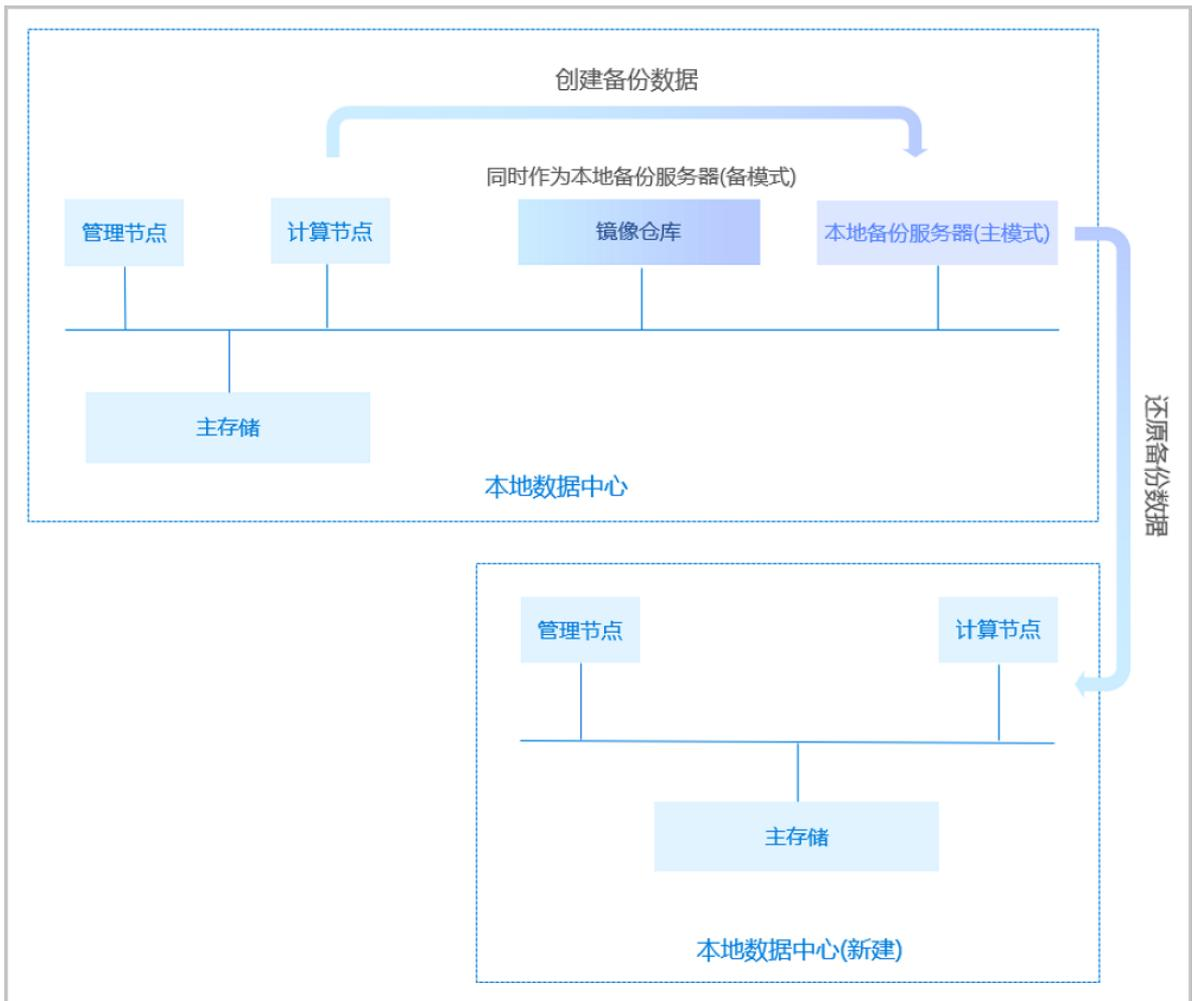 创建备份数据
同时作为本地备份服务器(备模式)
管理节点
计算节点
镜像仓库
本地备份服务器(主模式)
主存储
本地数据中心
还原备份数据
管理节点
计算节点
主存储
本地数据中心(新建)